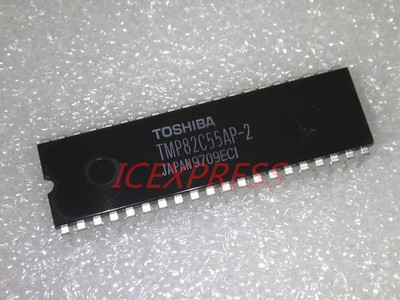 TOSHIBA
TMP82C55AP-2
JAPAN9709ECI
ICEXPRESS